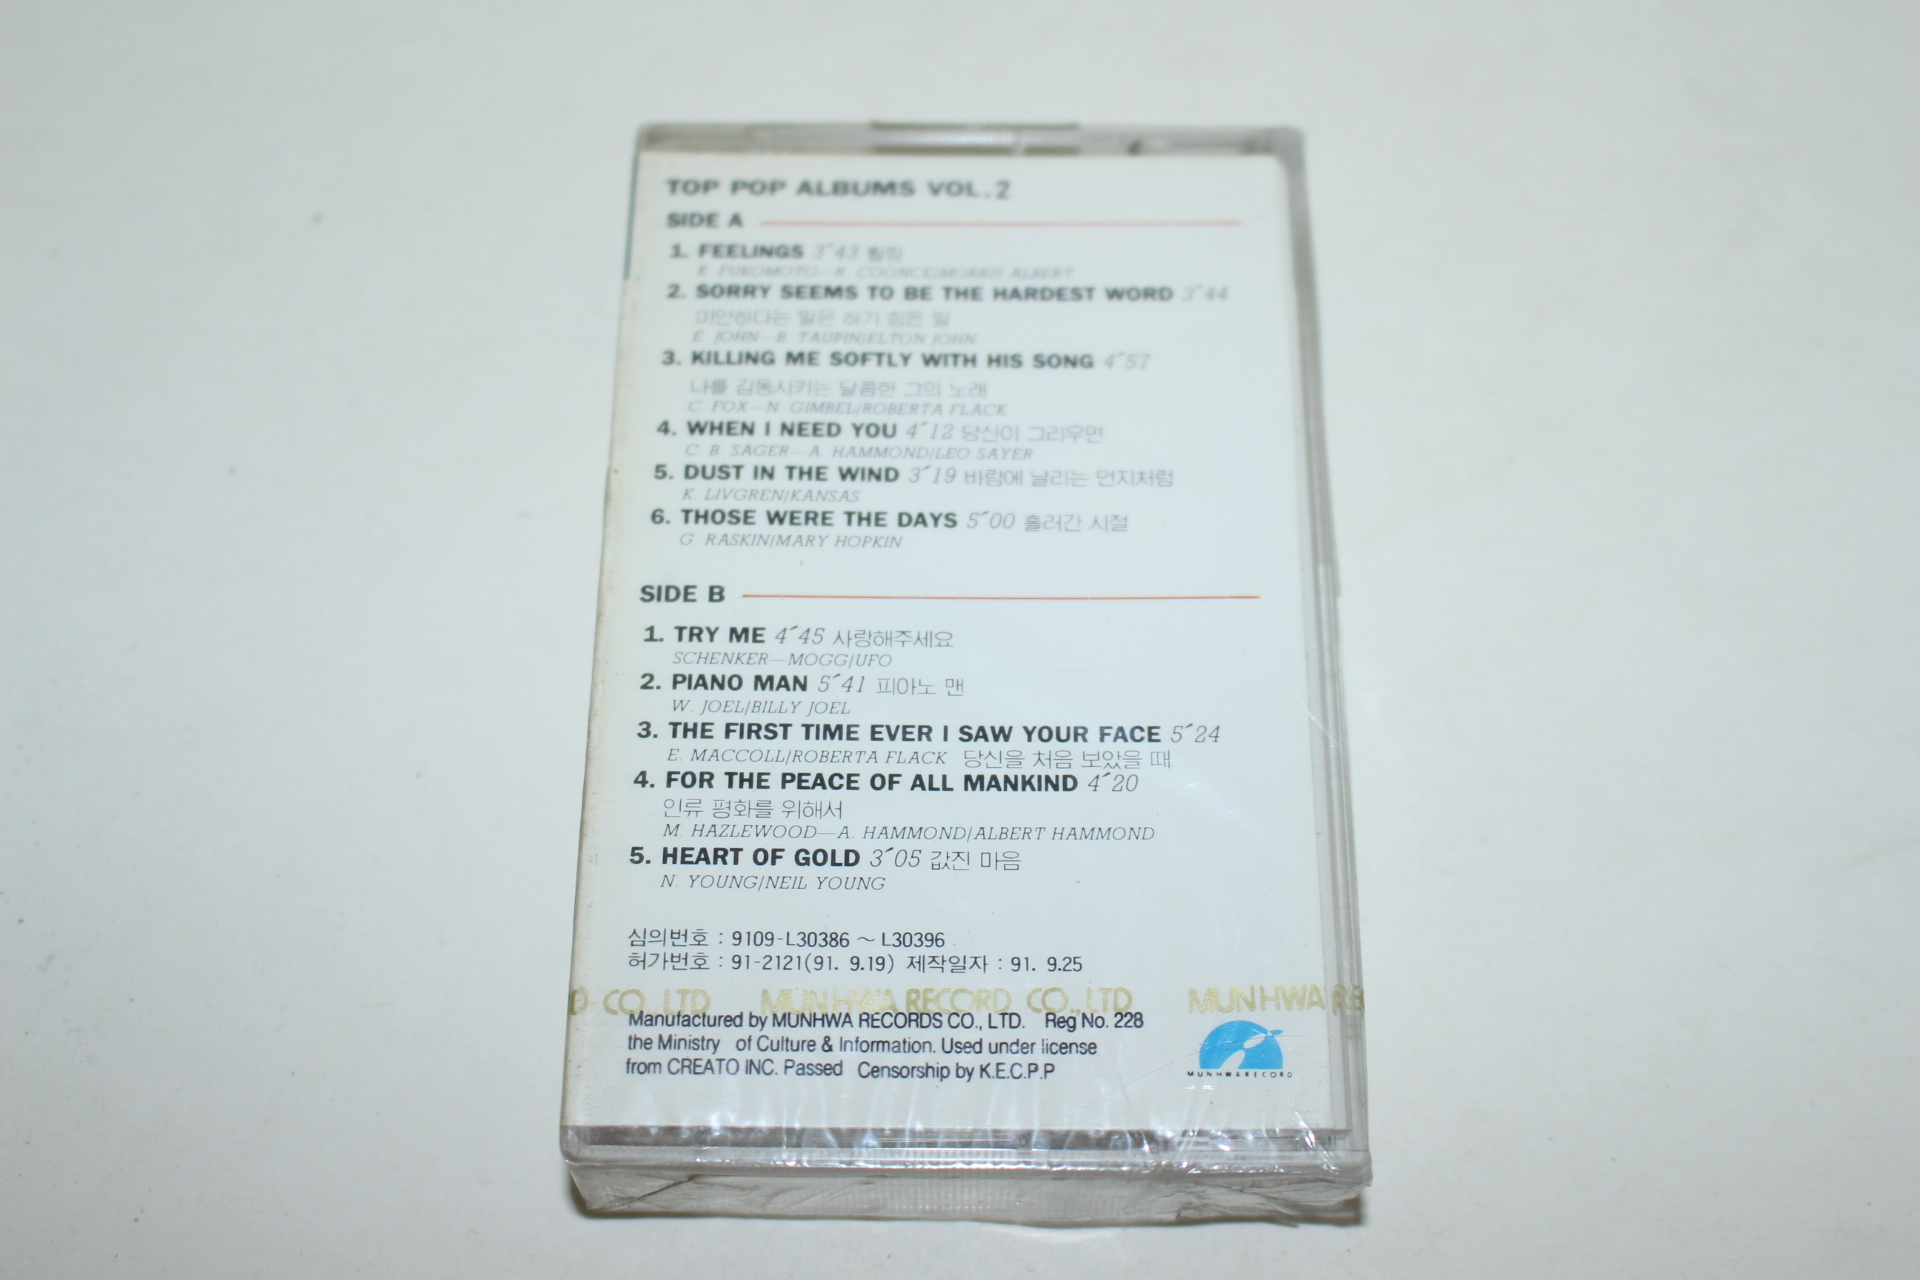 TOP POP ALBUMS VOL.2
SIDE A
1. FEELINGS 3´43 필링
K. FUKOMOTO—B. COONCE/MORRIS ALBERT
2. SORRY SEEMS TO BE THE HARDEST WORD 3´44
미안하다는 말은 하기 힘든 말
E. JOHN—B. TAUPIN/ELTON JOHN
3. KILLING ME SOFTLY WITH HIS SONG 4´57
나를 감동시키는 달콤한 그의 노래
C. FOX—N. GIMBEL/ROBERTA FLACK
4. WHEN I NEED YOU 4´12 당신이 그리우면
C. B. SAGER—A. HAMMOND/LEO SAYER
5. DUST IN THE WIND 3´19 바람에 날리는 먼지처럼
K. LIVGREN/KANSAS
6. THOSE WERE THE DAYS 5´00 흘러간 시절
G. RASKIN/MARY HOPKIN
SIDE B
1. TRY ME 4´45 사랑해주세요
SCHENKER—MOGG/UFO
2. PIANO MAN 5´41 피아노 맨
W. JOEL/BILLY JOEL
3. THE FIRST TIME EVER I SAW YOUR FACE 5´24
E. MACCOLL/ROBERTA FLACK 당신을 처음 보았을 때
4. FOR THE PEACE OF ALL MANKIND 4´20
인류 평화를 위해서
M. HAZLEWOOD—A. HAMMOND/ALBERT HAMMOND
5. HEART OF GOLD 3´05 값진 마음
N. YOUNG/NEIL YOUNG
심의번호 : 9109-L30386 ~ L30396
허가번호 : 91-2121(91. 9.19) 제작일자 : 91. 9.25
D CO.,LTD MUNHWA RECORD CO.,LTD MUNHWA RE
Manufactured by MUNHWA RECORDS CO., LTD. Reg No. 228
the Ministry of Culture & Information. Used under license
from CREATO INC. Passed Censorship by K.E.C.P.P
MUNHWARECORD